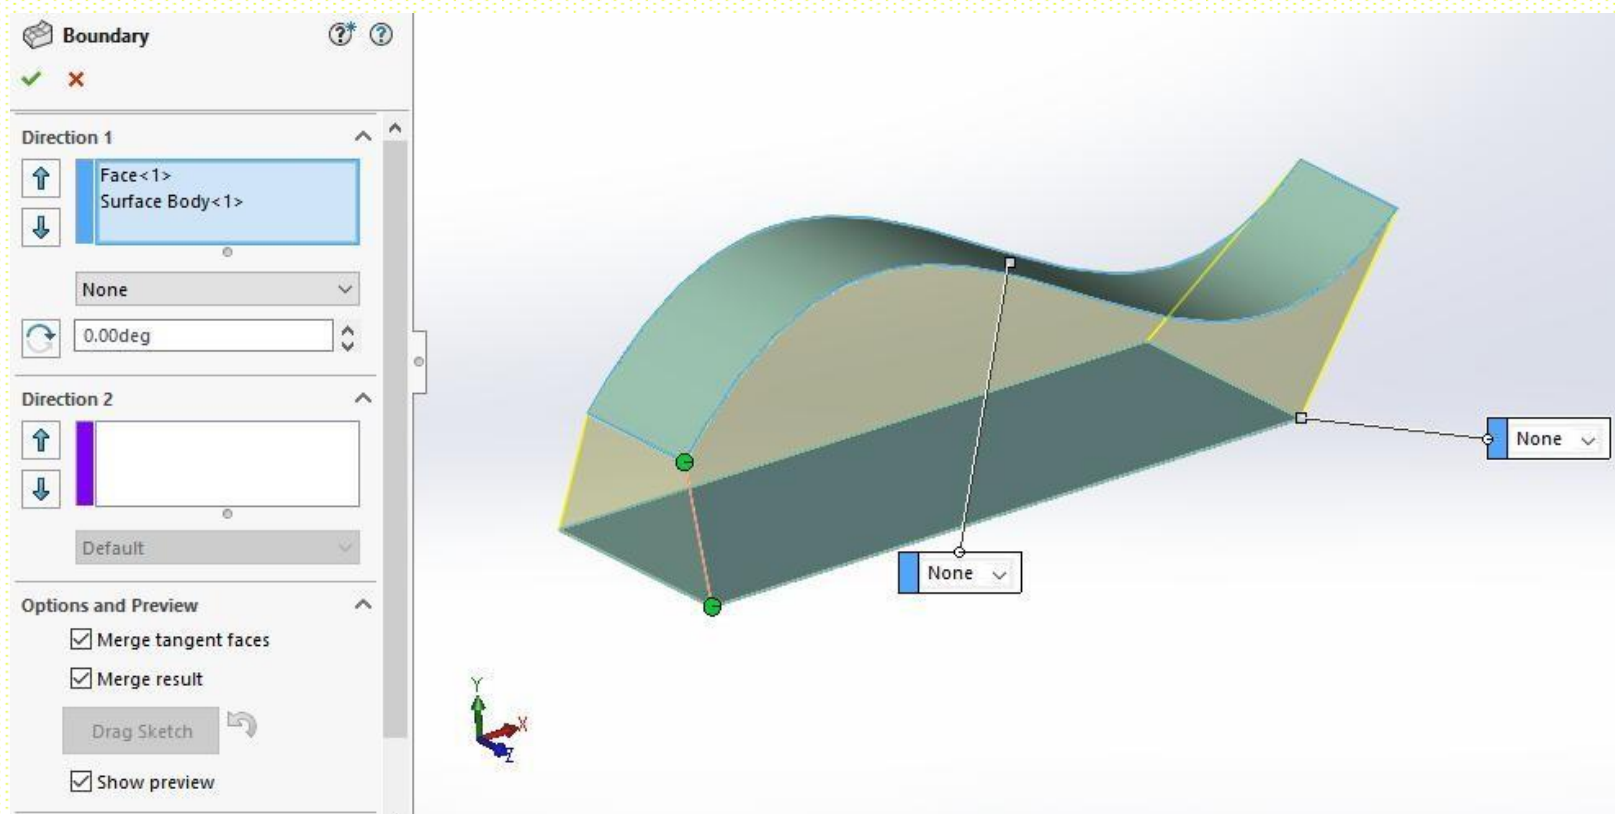 Boundary
Direction 1
Face<1>
Surface Body<1>
None
0.00deg
Direction 2
Default
Options and Preview
Merge tangent faces
Merge result
Drag Sketch
Show preview
None
None
Y
X
Z